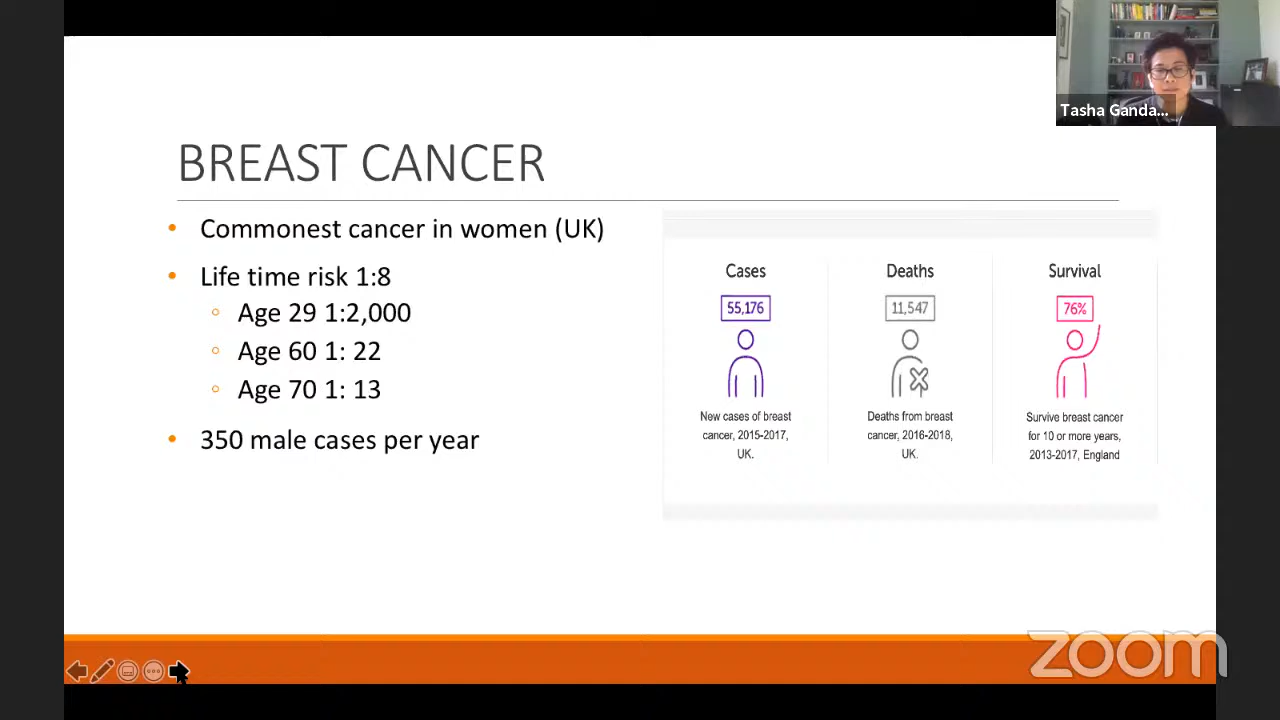 Tasha Ganda...
BREAST CANCER
• Commonest cancer in women (UK)
• Life time risk 1:8
◦ Age 29 1:2,000
◦ Age 60 1: 22
◦ Age 70 1: 13
• 350 male cases per year
Cases
55,176
New cases of breast
cancer, 2015-2017,
UK.
Deaths
11,547
Deaths from breast
cancer, 2016-2018,
UK.
Survival
76%
Survive breast cancer
for 10 or more years,
2013-2017, England
zoom